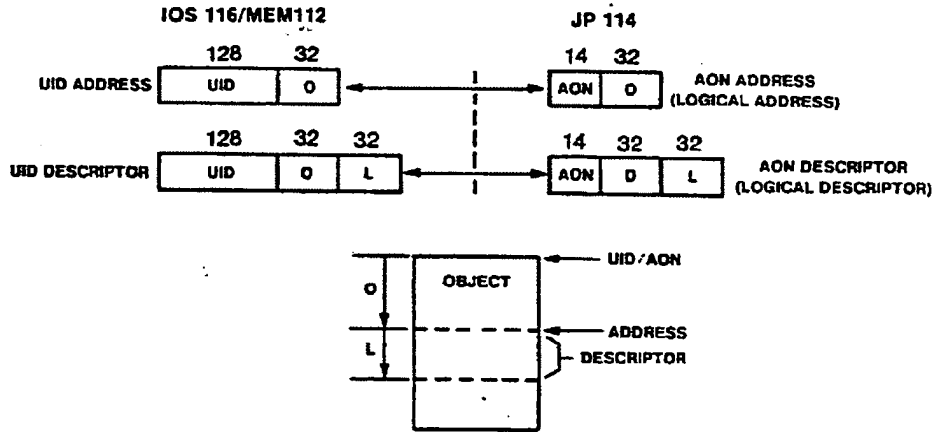 IOS 116/MEM112
JP 114
128 32
14 32
UID ADDRESS UID O
AON O AON ADDRESS
(LOGICAL ADDRESS)
128 32 32
14 32 32
UID DESCRIPTOR UID O L
AON O L AON DESCRIPTOR
(LOGICAL DESCRIPTOR)
UID/AON
OBJECT
O
ADDRESS
L
DESCRIPTOR